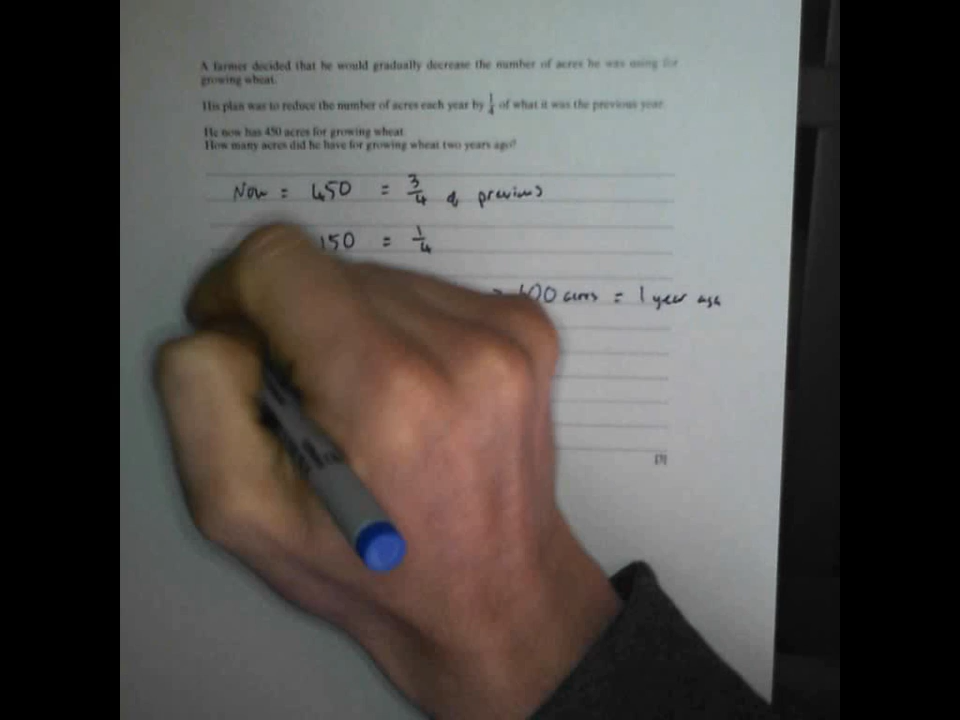 A farmer decided that he would gradually decrease the number of acres he was using for
growing wheat.
His plan was to reduce the number of acres each year by 1/4 of what it was the previous year.
He now has 450 acres for growing wheat.
How many acres did he have for growing wheat two years ago?
Now = 450 = 3/4 of previous
150 = 1/4
= 600 acres = 1 year ago
[3]